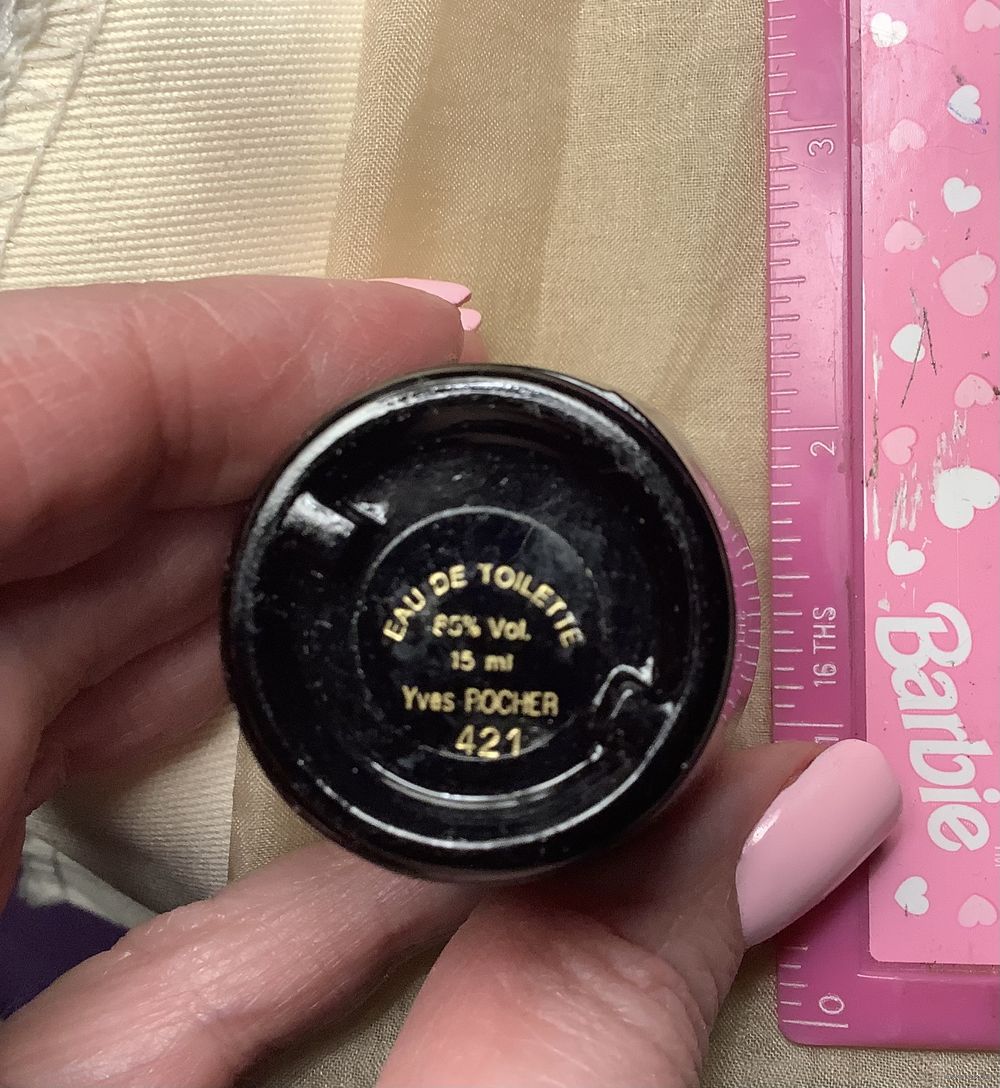 EAU DE TOILETTE
85% Vol.
15 ml
Yves ROCHER
421
3
2
16 THS
1
0
Barbie